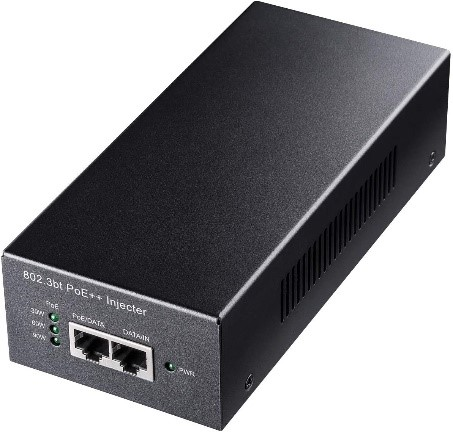 802.3bt PoE++ Injecter
PoE
30W
60W
90W
PoE/DATA
DATA/IN
PWR